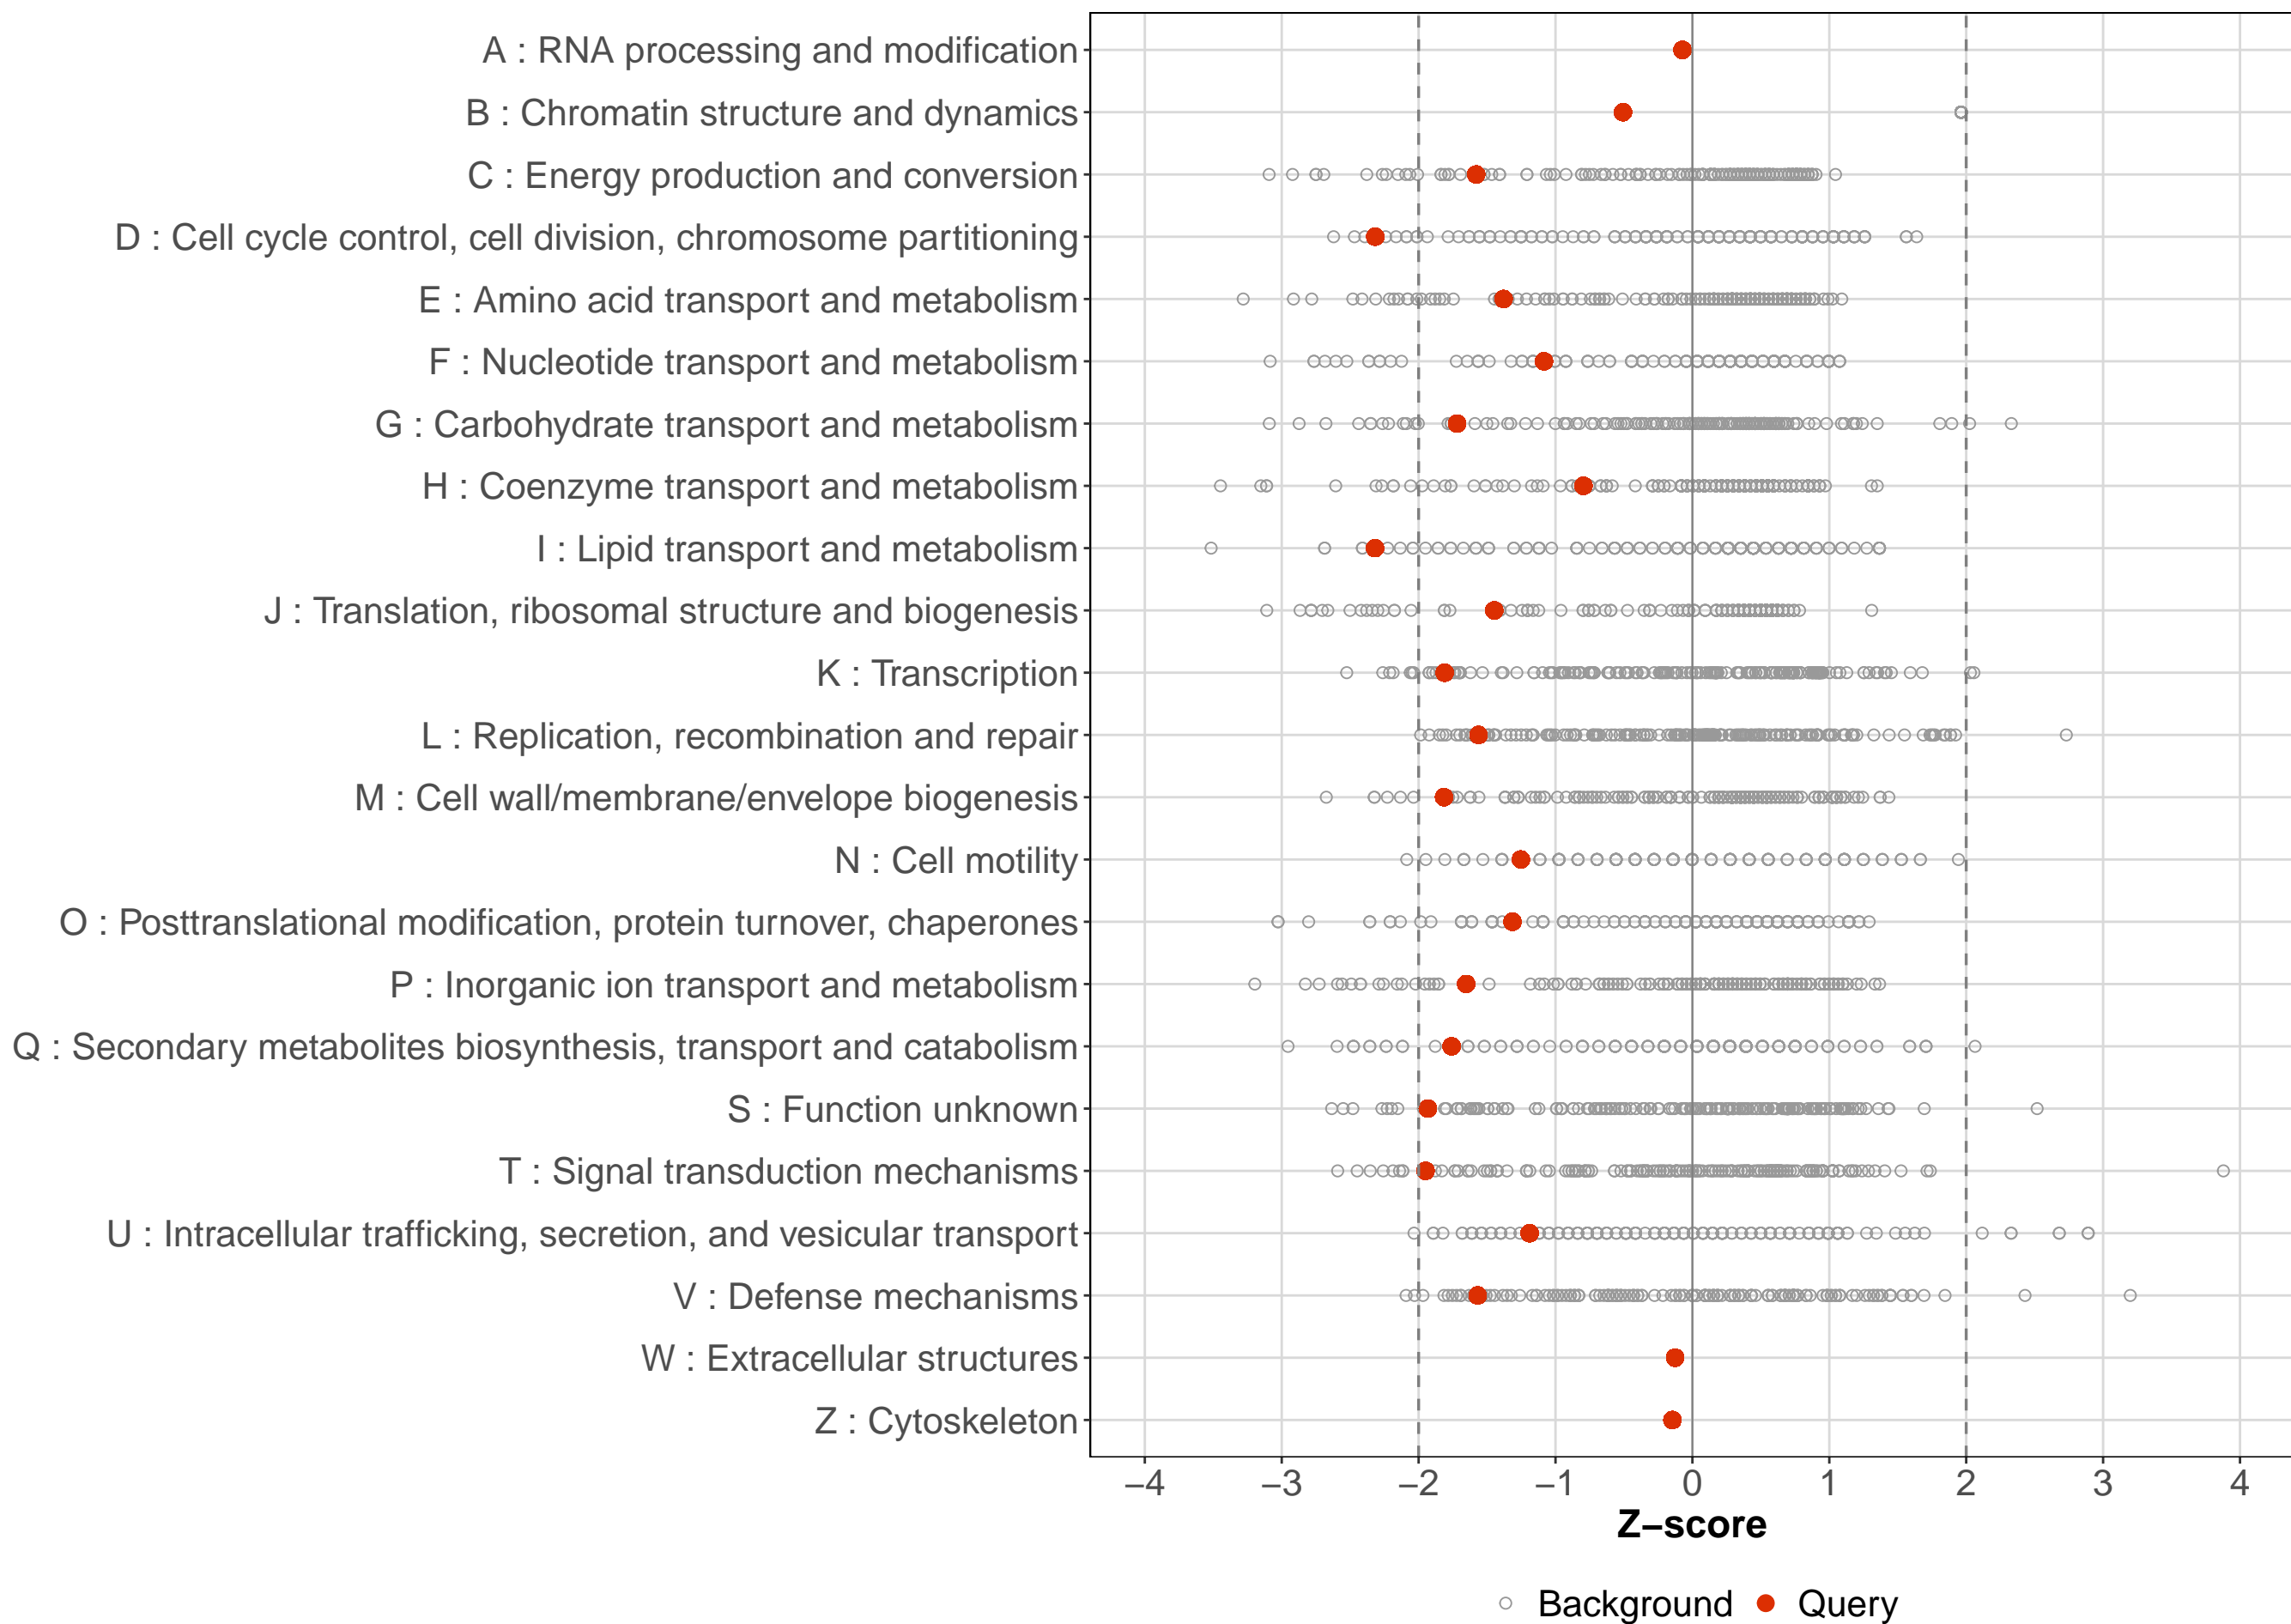 A : RNA processing and modification
B : Chromatin structure and dynamics
C : Energy production and conversion
D : Cell cycle control, cell division, chromosome partitioning
E : Amino acid transport and metabolism
F : Nucleotide transport and metabolism
G : Carbohydrate transport and metabolism
H : Coenzyme transport and metabolism
I : Lipid transport and metabolism
J : Translation, ribosomal structure and biogenesis
K : Transcription
L : Replication, recombination and repair
M : Cell wall/membrane/envelope biogenesis
N : Cell motility
O : Posttranslational modification, protein turnover, chaperones
P : Inorganic ion transport and metabolism
Q : Secondary metabolites biosynthesis, transport and catabolism
S : Function unknown
T : Signal transduction mechanisms
U : Intracellular trafficking, secretion, and vesicular transport
V : Defense mechanisms
W : Extracellular structures
Z : Cytoskeleton
−4 −3 −2 −1 0 1 2 3 4
Z−score
Background Query